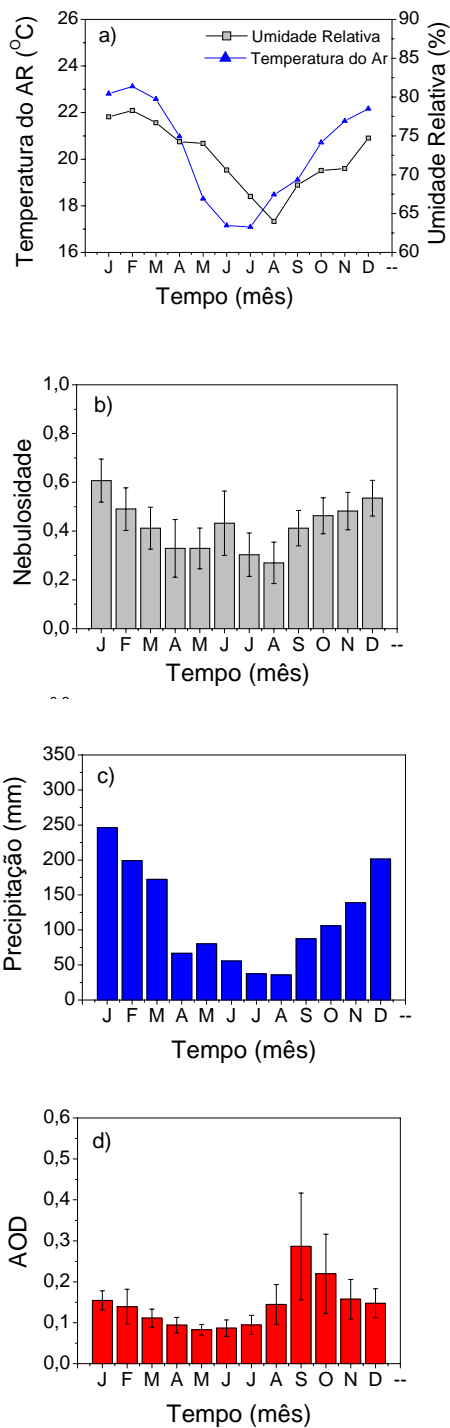 a)
Umidade Relativa
Temperatura do Ar
Temperatura do AR (°C)
26
24
22
20
18
16
Umidade Relativa (%)
90
85
80
75
70
65
60
J F M A M J J A S O N D --
Tempo (mês)
b)
Nebulosidade
1,0
0,8
0,6
0,4
0,2
0,0
J F M A M J J A S O N D --
Tempo (mês)
c)
Precipitação (mm)
350
300
250
200
150
100
50
0
J F M A M J J A S O N D --
Tempo (mês)
d)
AOD
0,6
0,5
0,4
0,3
0,2
0,1
0,0
J F M A M J J A S O N D --
Tempo (mês)